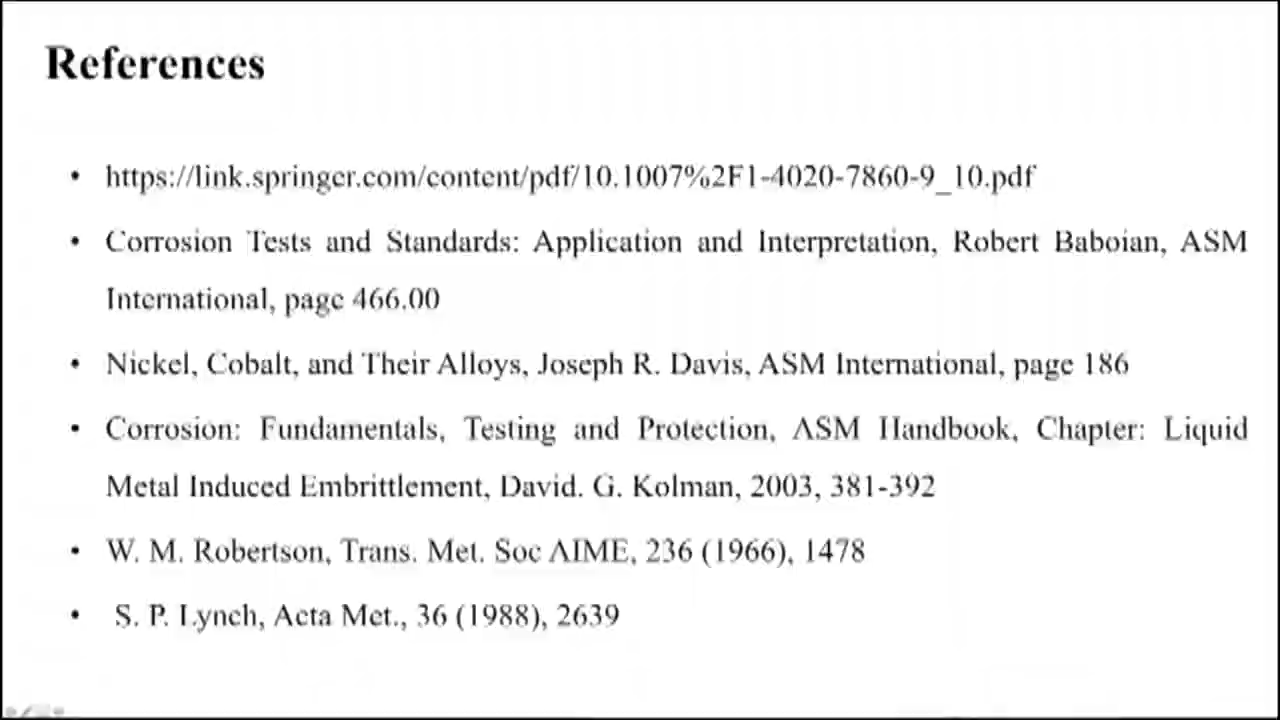 References
• https://link.springer.com/content/pdf/10.1007%2F1-4020-7860-9_10.pdf
• Corrosion Tests and Standards: Application and Interpretation, Robert Baboian, ASM
International, page 466.00
• Nickel, Cobalt, and Their Alloys, Joseph R. Davis, ASM International, page 186
• Corrosion: Fundamentals, Testing and Protection, ASM Handbook, Chapter: Liquid
Metal Induced Embrittlement, David. G. Kolman, 2003, 381-392
• W. M. Robertson, Trans. Met. Soc AIME, 236 (1966), 1478
• S. P. Lynch, Acta Met., 36 (1988), 2639